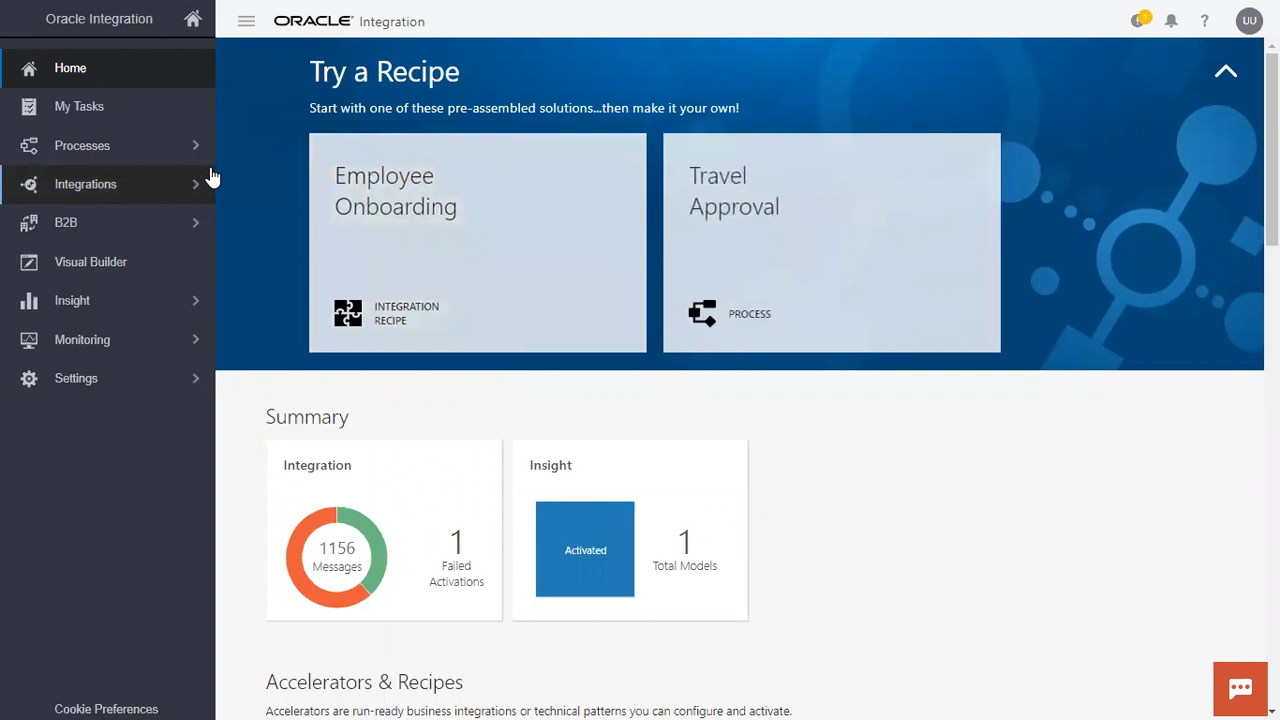 Oracle Integration
Home
My Tasks
Processes
Integrations
B2B
Visual Builder
Insight
Monitoring
Settings
Cookie Preferences
ORACLE Integration
1
?
UU
Try a Recipe
Start with one of these pre-assembled solutions...then make it your own!
Employee
Onboarding
INTEGRATION
RECIPE
Travel
Approval
PROCESS
Summary
Integration
1156
Messages
1
Failed
Activations
Insight
Activated
1
Total Models
Accelerators & Recipes
Accelerators are run-ready business integrations or technical patterns you can configure and activate.